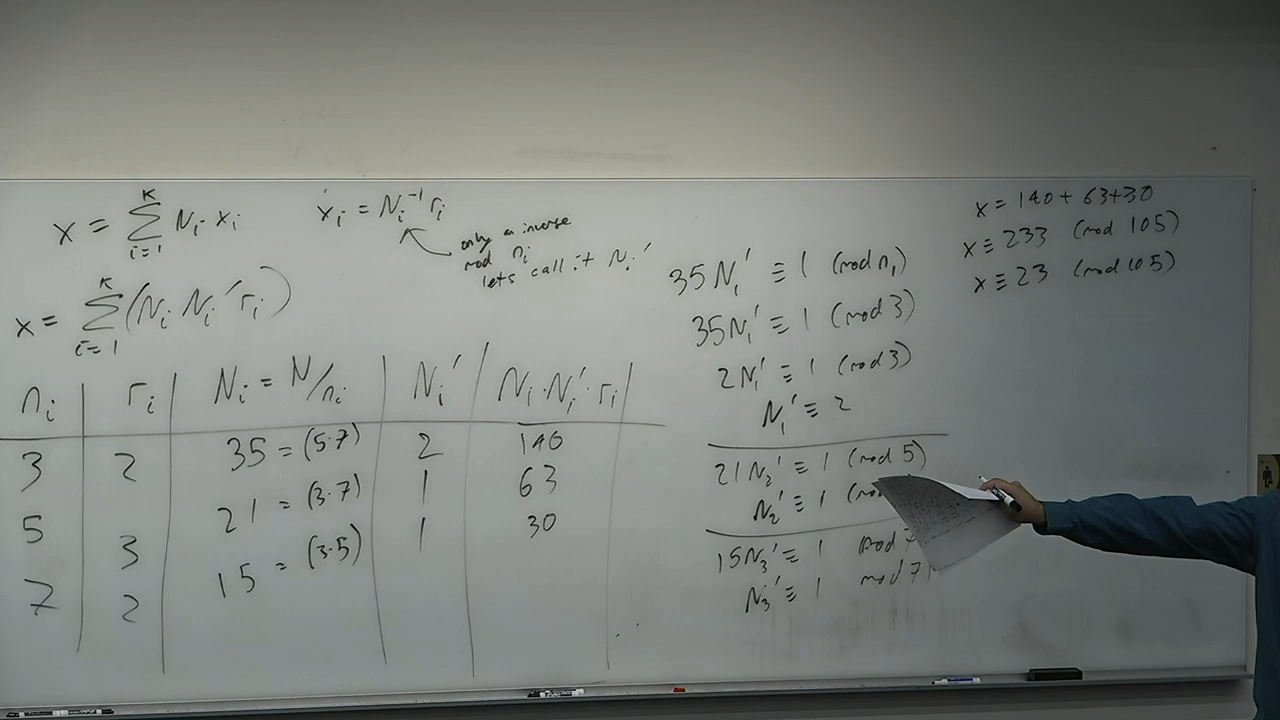 x = Σ_{i=1}^{K} N_i x_i
x_i = N_i^{-1} r_i
only an inverse
mod n_i
lets call it N_i'
x = Σ_{i=1}^{K} (N_i N_i' r_i)
n_i | r_i | N_i = N/n_i | N_i' | N_i · N_i' · r_i
3 2 35 = (5·7) 2 140
5 3 21 = (3·7) 1 63
7 2 15 = (3·5) 1 30
35N_1' ≡ 1 (mod n_1)
35N_1' ≡ 1 (mod 3)
2N_1' ≡ 1 (mod 3)
N_1' ≡ 2
21N_2' ≡ 1 (mod 5)
N_2' ≡ 1
15N_3' ≡ 1 mod 7
N_3' ≡ 1 mod 7
x = 140 + 63+30
x ≡ 233 (mod 105)
x ≡ 23 (mod 105)